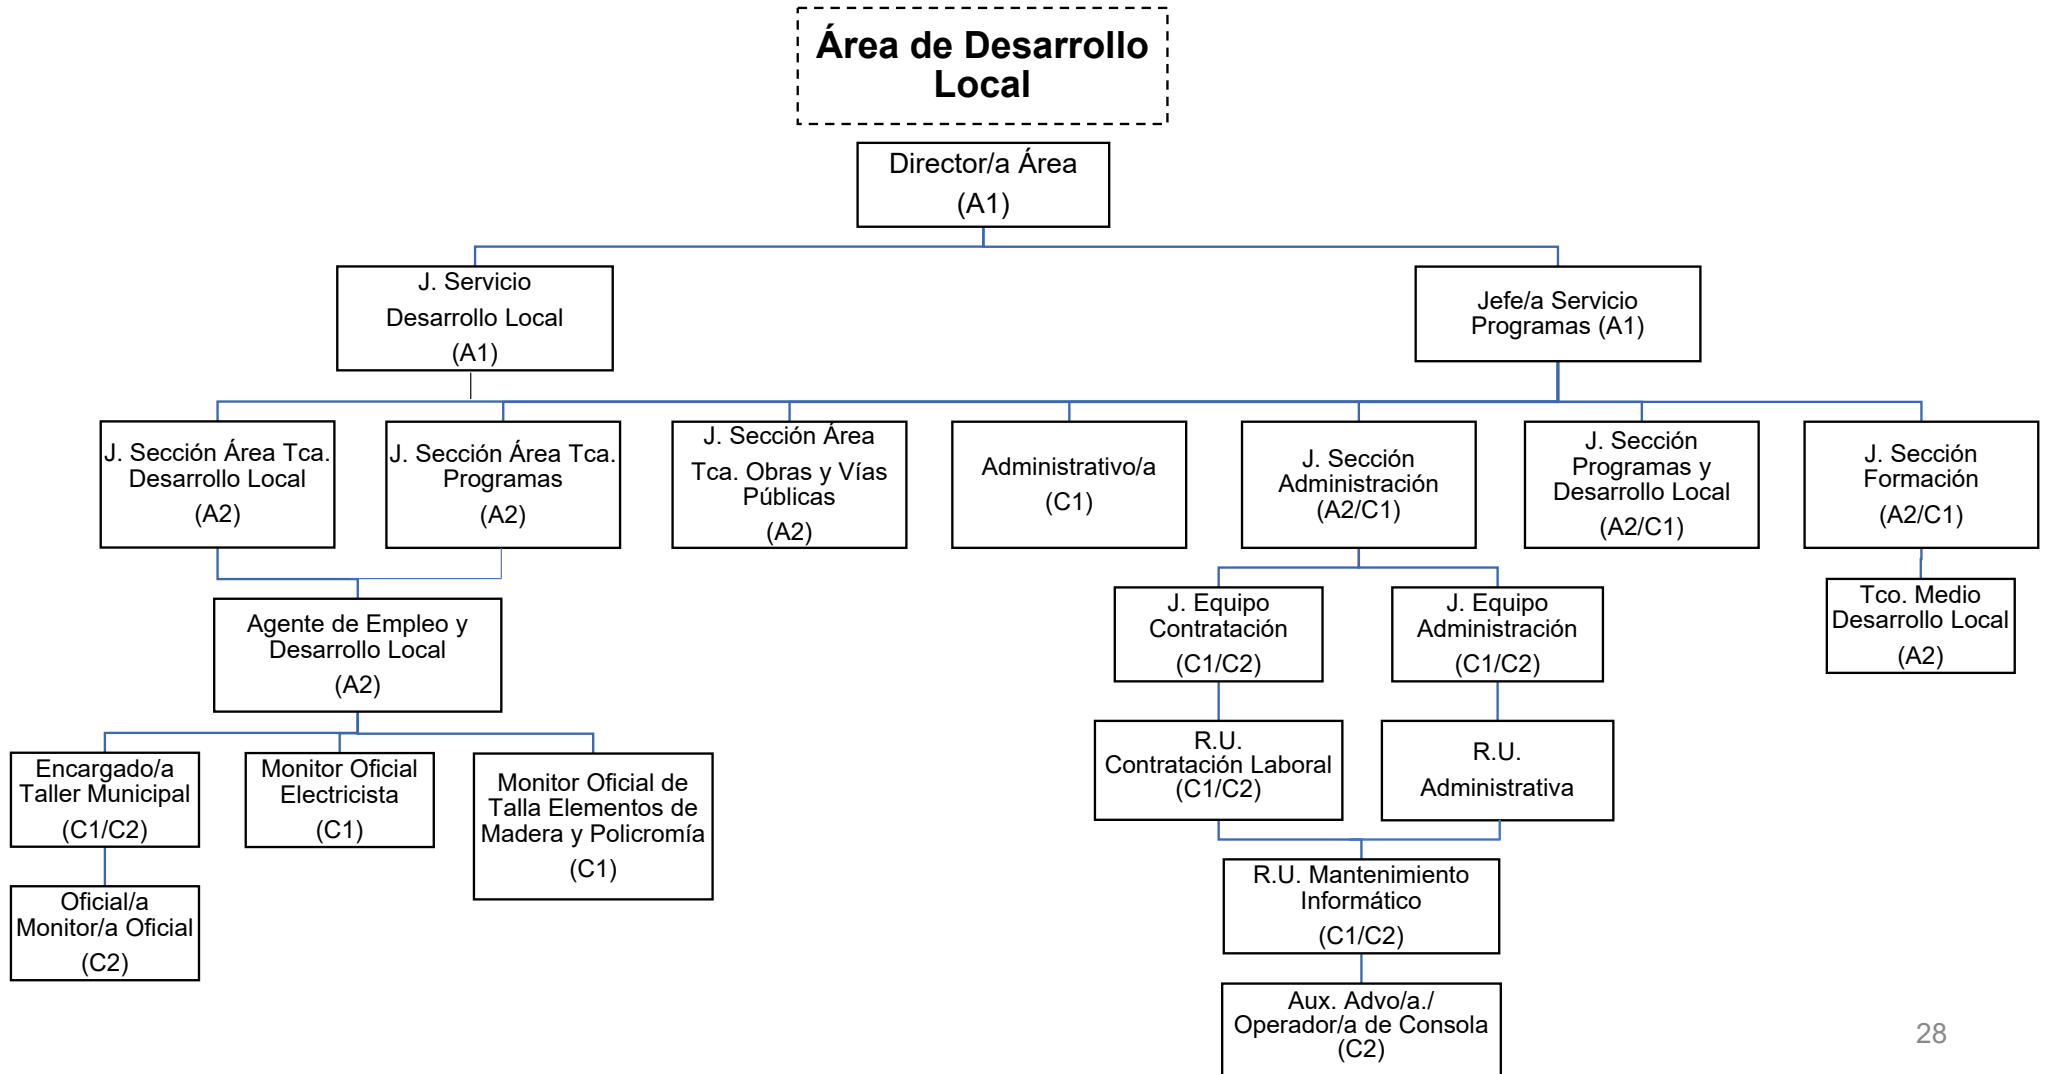 Área de Desarrollo
Local
Director/a Área
(A1)
J. Servicio
Desarrollo Local
(A1)
Jefe/a Servicio
Programas (A1)
J. Sección Área Tca.
Desarrollo Local
(A2)
J. Sección Área Tca.
Programas
(A2)
J. Sección Área
Tca. Obras y Vías
Públicas
(A2)
Administrativo/a
(C1)
J. Sección
Administración
(A2/C1)
J. Sección
Programas y
Desarrollo Local
(A2/C1)
J. Sección
Formación
(A2/C1)
Agente de Empleo y
Desarrollo Local
(A2)
J. Equipo
Contratación
(C1/C2)
J. Equipo
Administración
(C1/C2)
Tco. Medio
Desarrollo Local
(A2)
Encargado/a
Taller Municipal
(C1/C2)
Monitor Oficial
Electricista
(C1)
Monitor Oficial de
Talla Elementos de
Madera y Policromía
(C1)
R.U.
Contratación Laboral
(C1/C2)
R.U.
Administrativa
Oficial/a
Monitor/a Oficial
(C2)
R.U. Mantenimiento
Informático
(C1/C2)
Aux. Advo/a./
Operador/a de Consola
(C2)
28